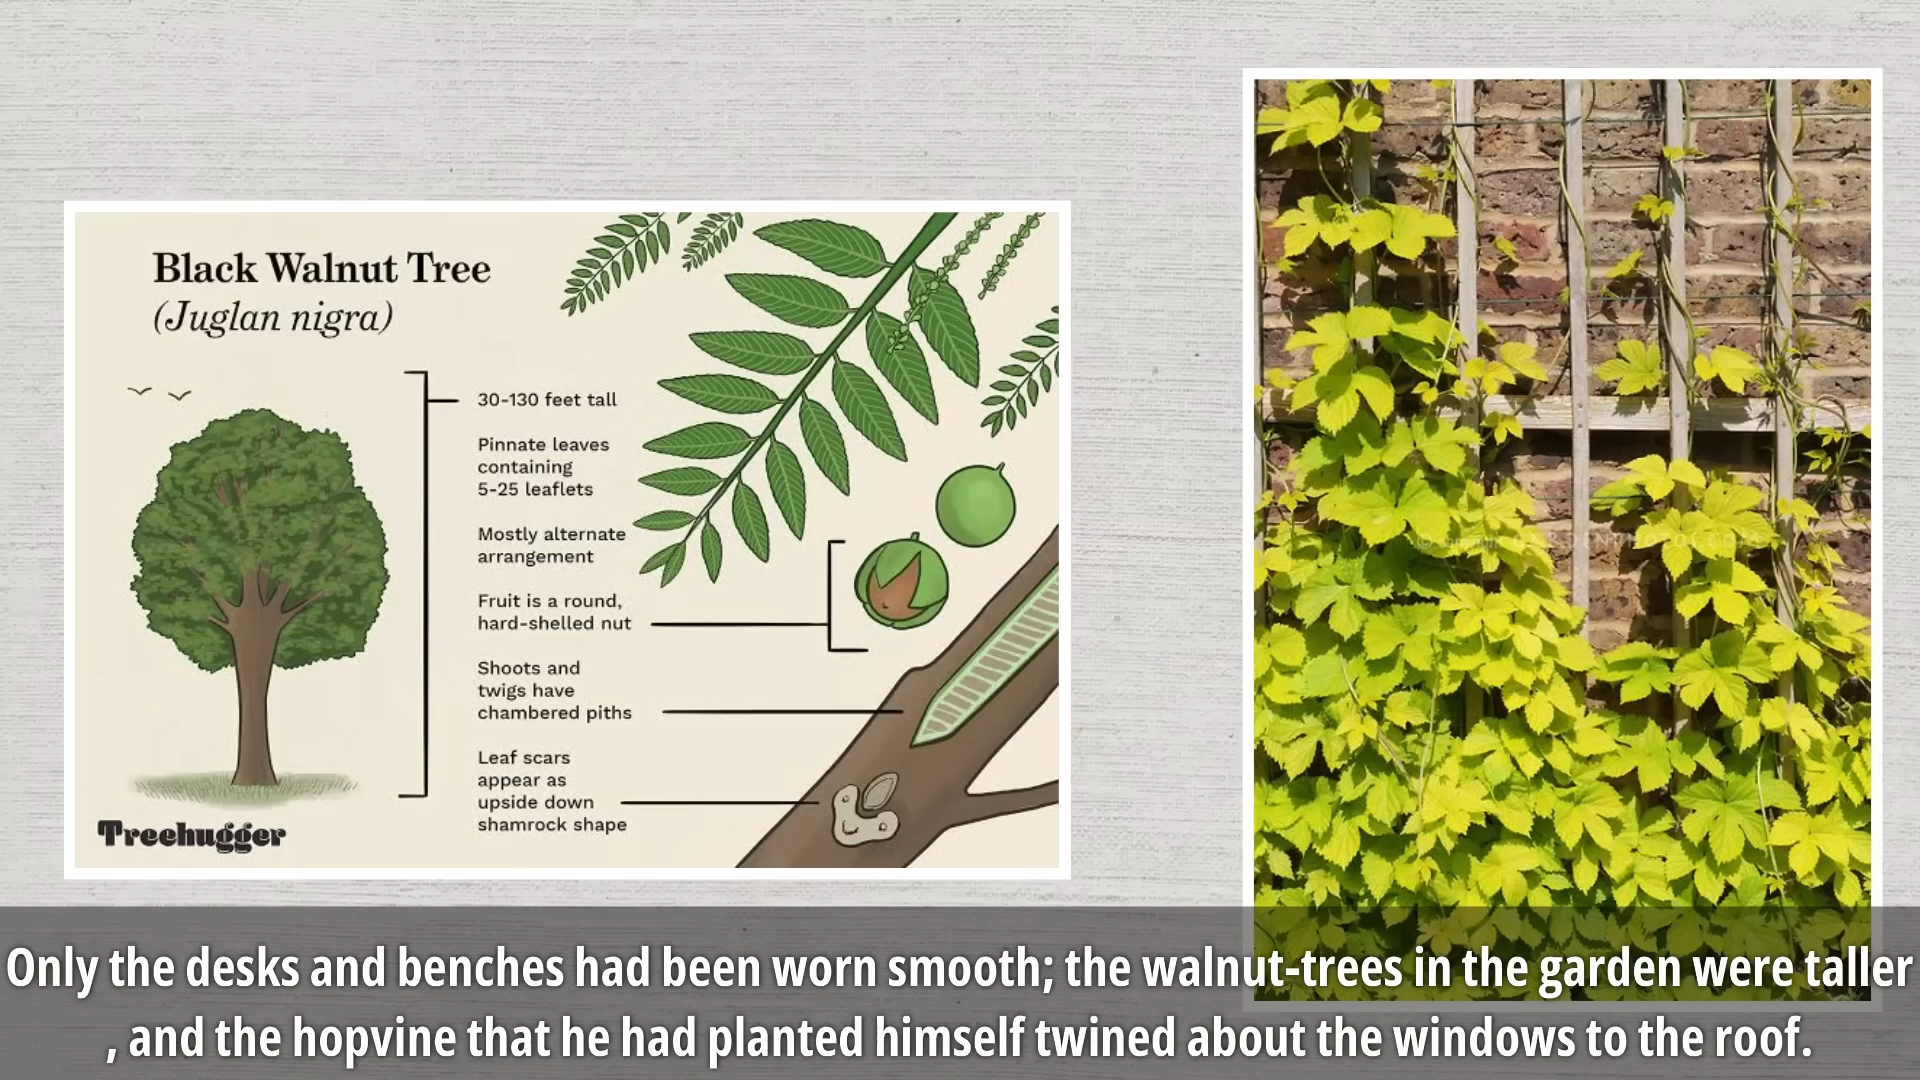 Black Walnut Tree
(Juglan nigra)
30-130 feet tall
Pinnate leaves
containing
5-25 leaflets
Mostly alternate
arrangement
Fruit is a round,
hard-shelled nut
Shoots and
twigs have
chambered piths
Leaf scars
appear as
upside down
shamrock shape
Treehugger
Only the desks and benches had been worn smooth; the walnut-trees in the garden were taller
, and the hopvine that he had planted himself twined about the windows to the roof.